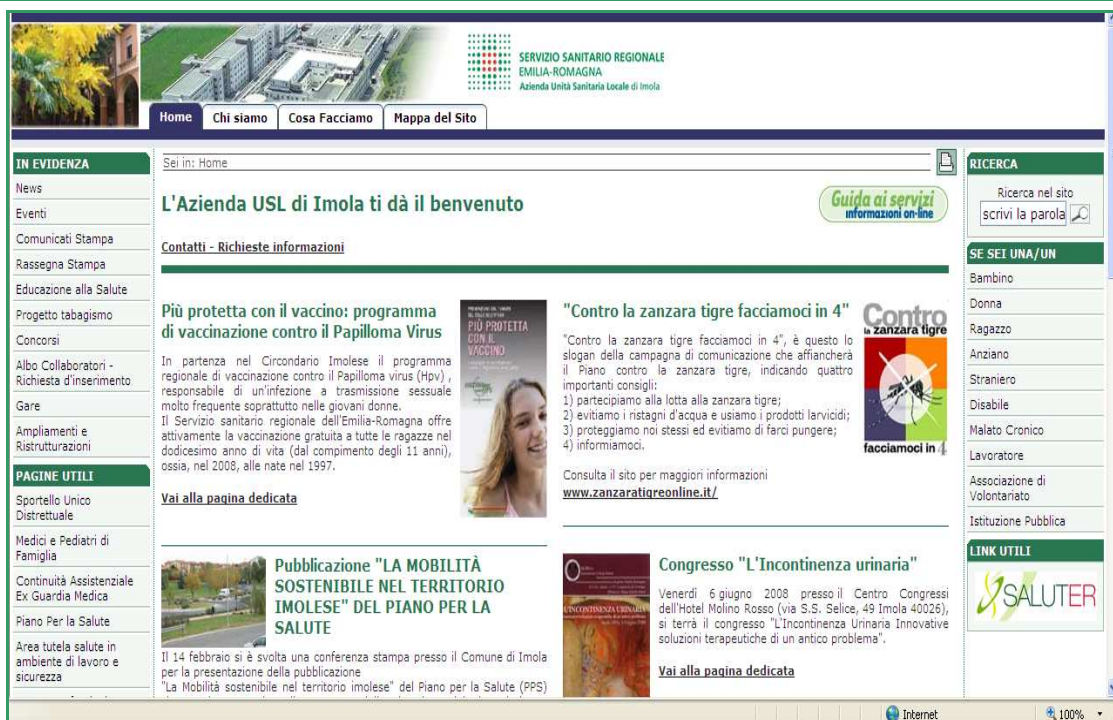 SERVIZIO SANITARIO REGIONALE
EMILIA-ROMAGNA
Azienda Unità Sanitaria Locale di Imola
Home
Chi siamo
Cosa Facciamo
Mappa del Sito
IN EVIDENZA
News
Eventi
Comunicati Stampa
Rassegna Stampa
Educazione alla Salute
Progetto tabagismo
Concorsi
Albo Collaboratori -
Richiesta d'inserimento
Gare
Ampliamenti e
Ristrutturazioni
PAGINE UTILI
Sportello Unico
Distrettuale
Medici e Pediatri di
Famiglia
Continuità Assistenziale
Ex Guardia Medica
Piano Per la Salute
Area tutela salute in
ambiente di lavoro e
sicurezza
Sei in: Home
L'Azienda USL di Imola ti dà il benvenuto
Guida ai servizi
informazioni on-line
Contatti - Richieste informazioni
Più protetta con il vaccino: programma
di vaccinazione contro il Papilloma Virus
In partenza nel Circondario Imolese il programma
regionale di vaccinazione contro il Papilloma virus (Hpv) ,
responsabile di un'infezione a trasmissione sessuale
molto frequente soprattutto nelle giovani donne.
Il Servizio sanitario regionale dell'Emilia-Romagna offre
attivamente la vaccinazione gratuita a tutte le ragazze nel
dodicesimo anno di vita (dal compimento degli 11 anni),
ossia, nel 2008, alle nate nel 1997.
Vai alla pagina dedicata
PIÙ PROTETTA
CON IL
VACCINO
"Contro la zanzara tigre facciamoci in 4"
"Contro la zanzara tigre facciamoci in 4", è questo lo
slogan della campagna di comunicazione che affiancherà
il Piano contro la zanzara tigre, indicando quattro
importanti consigli:
1) partecipiamo alla lotta alla zanzara tigre;
2) evitiamo i ristagni d'acqua e usiamo i prodotti larvicidi;
3) proteggiamo noi stessi ed evitiamo di farci pungere;
4) informiamoci.
Consulta il sito per maggiori informazioni
www.zanzaratigreonline.it/
Contro
la zanzara tigre
facciamoci in 4
Pubblicazione "LA MOBILITÀ
SOSTENIBILE NEL TERRITORIO
IMOLESE" DEL PIANO PER LA
SALUTE
Il 14 febbraio si è svolta una conferenza stampa presso il Comune di Imola
per la presentazione della pubblicazione
"La Mobilità sostenibile nel territorio imolese" del Piano per la Salute (PPS)
L'INCONTINENZA URINARIA
Congresso "L'Incontinenza urinaria"
Venerdì 6 giugno 2008 presso il Centro Congressi
dell'Hotel Molino Rosso (via S.S. Selice, 49 Imola 40026),
si terrà il congresso "L'Incontinenza Urinaria Innovative
soluzioni terapeutiche di un antico problema".
Vai alla pagina dedicata
RICERCA
Ricerca nel sito
scrivi la parola
SE SEI UNA/UN
Bambino
Donna
Ragazzo
Anziano
Straniero
Disabile
Malato Cronico
Lavoratore
Associazione di
Volontariato
Istituzione Pubblica
LINK UTILI
SALUTER
Internet
100%